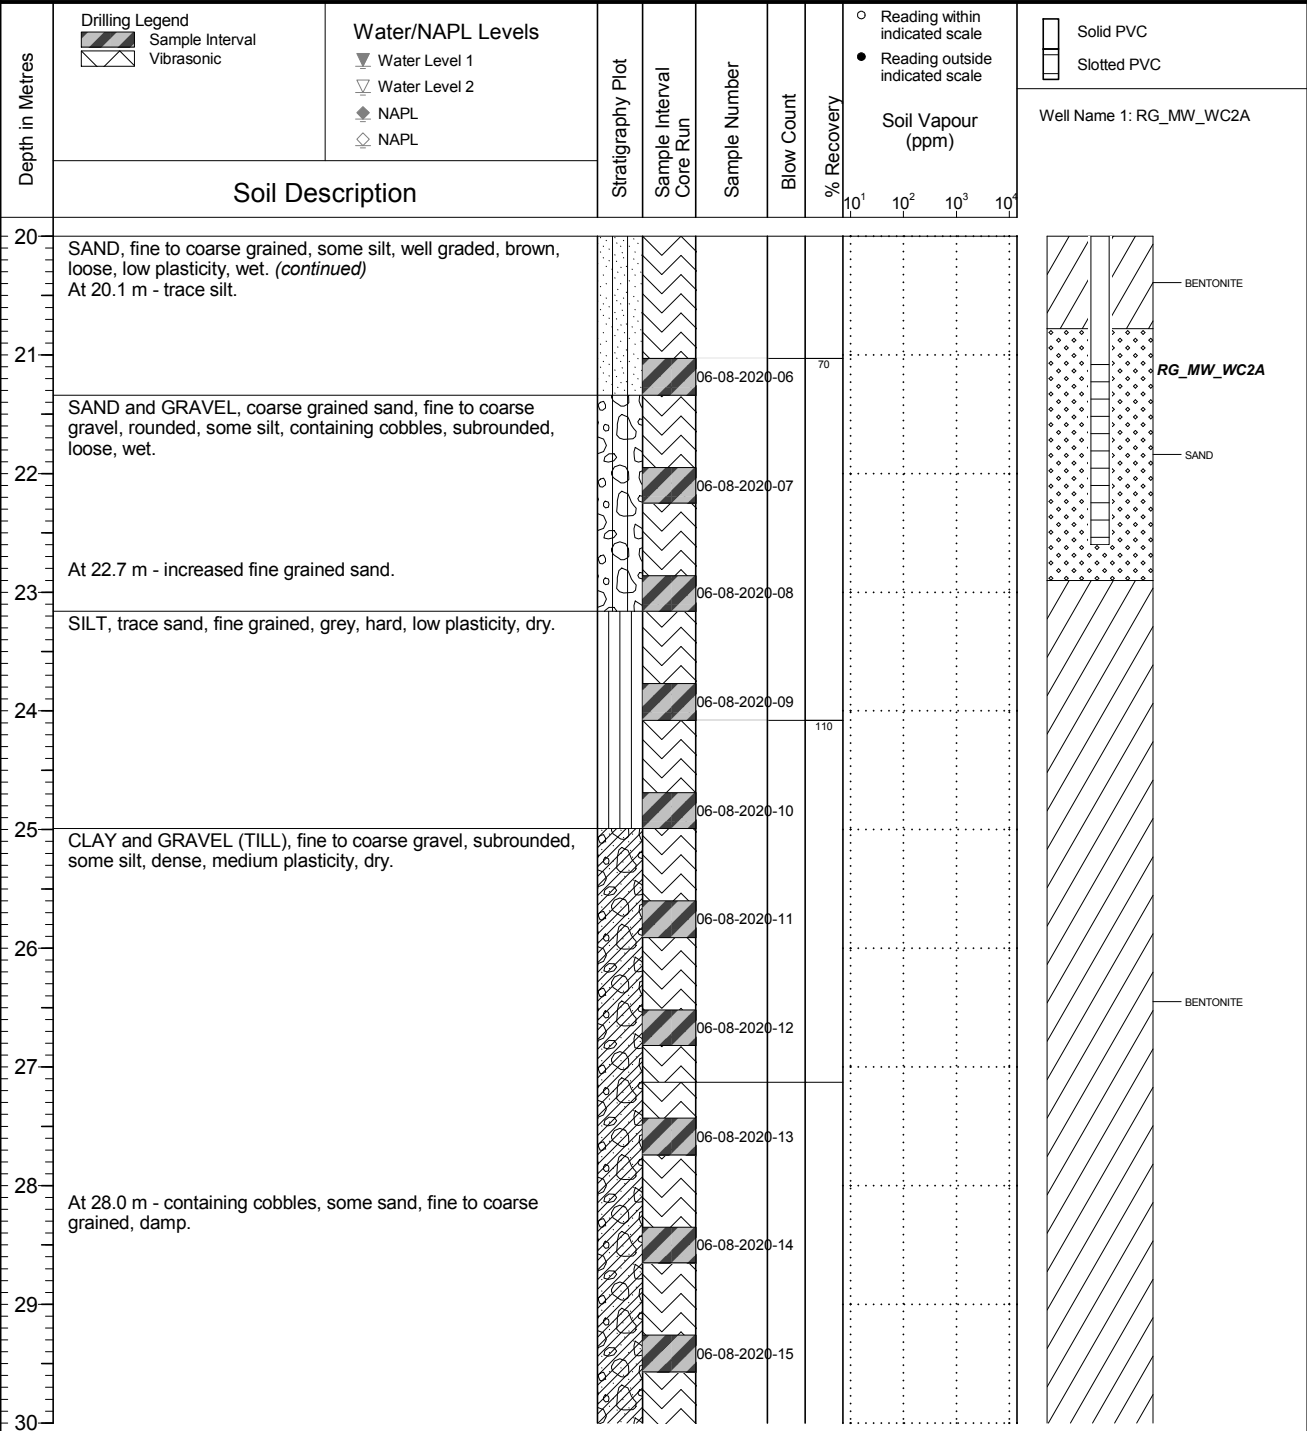 Depth in Metres
Drilling Legend
Sample Interval
Vibrasonic
Water/NAPL Levels
Water Level 1
Water Level 2
NAPL
NAPL
Soil Description
Stratigraphy Plot
Sample Interval
Core Run
Sample Number
Blow Count
% Recovery
Reading within
indicated scale
Reading outside
indicated scale
Soil Vapour
(ppm)
10¹ 10² 10³ 10⁴
Solid PVC
Slotted PVC
Well Name 1: RG_MW_WC2A
20
SAND, fine to coarse grained, some silt, well graded, brown,
loose, low plasticity, wet. (continued)
At 20.1 m - trace silt.
BENTONITE
21
70
06-08-2020-06
RG_MW_WC2A
SAND and GRAVEL, coarse grained sand, fine to coarse
gravel, rounded, some silt, containing cobbles, subrounded,
loose, wet.
SAND
22
06-08-2020-07
At 22.7 m - increased fine grained sand.
23
06-08-2020-08
SILT, trace sand, fine grained, grey, hard, low plasticity, dry.
06-08-2020-09
24
110
06-08-2020-10
25
CLAY and GRAVEL (TILL), fine to coarse gravel, subrounded,
some silt, dense, medium plasticity, dry.
06-08-2020-11
26
BENTONITE
06-08-2020-12
27
06-08-2020-13
28
At 28.0 m - containing cobbles, some sand, fine to coarse
grained, damp.
06-08-2020-14
29
06-08-2020-15
30